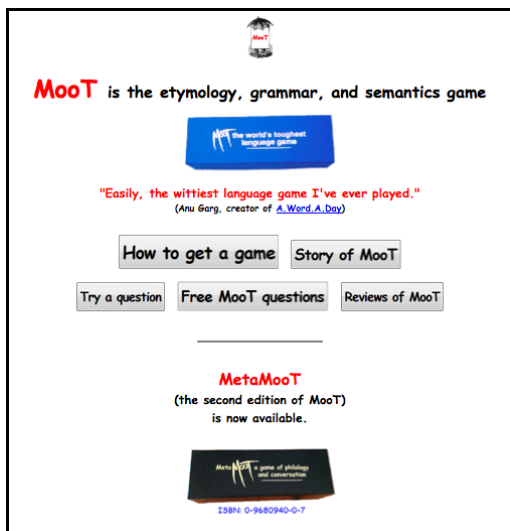 MooT
MooT is the etymology, grammar, and semantics game
MooT the world's toughest
language game
"Easily, the wittiest language game I've ever played."
(Anu Garg, creator of A.Word.A.Day)
How to get a game
Story of MooT
Try a question
Free MooT questions
Reviews of MooT
MetaMooT
(the second edition of MooT)
is now available.
MetaMooT a game of philology
and conversation
ISBN: 0-9680940-0-7